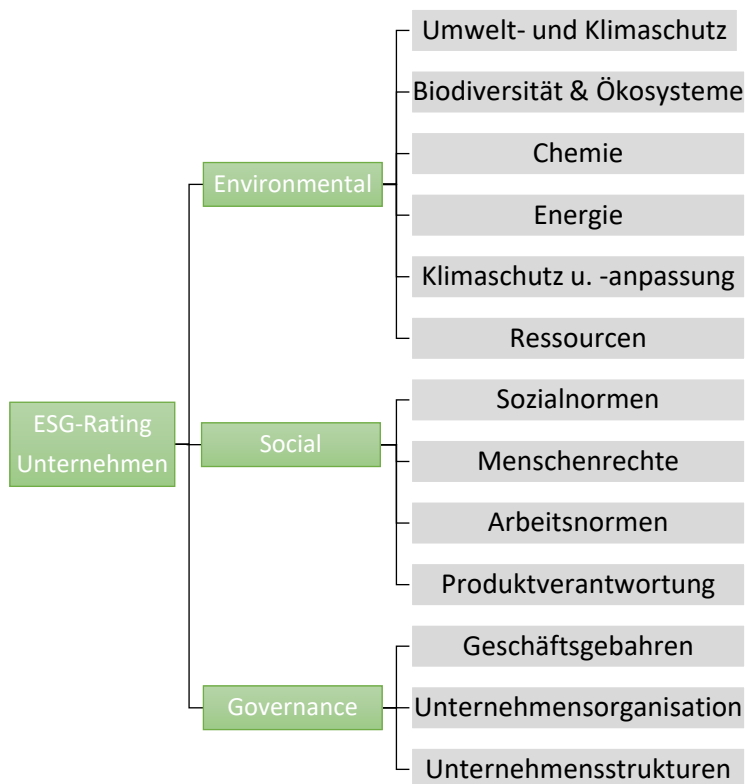 Umwelt- und Klimaschutz
Biodiversität & Ökosysteme
Chemie
Environmental
Energie
Klimaschutz u. -anpassung
Ressourcen
ESG-Rating
Unternehmen
Social
Sozialnormen
Menschenrechte
Arbeitsnormen
Produktverantwortung
Governance
Geschäftsgebahren
Unternehmensorganisation
Unternehmensstrukturen